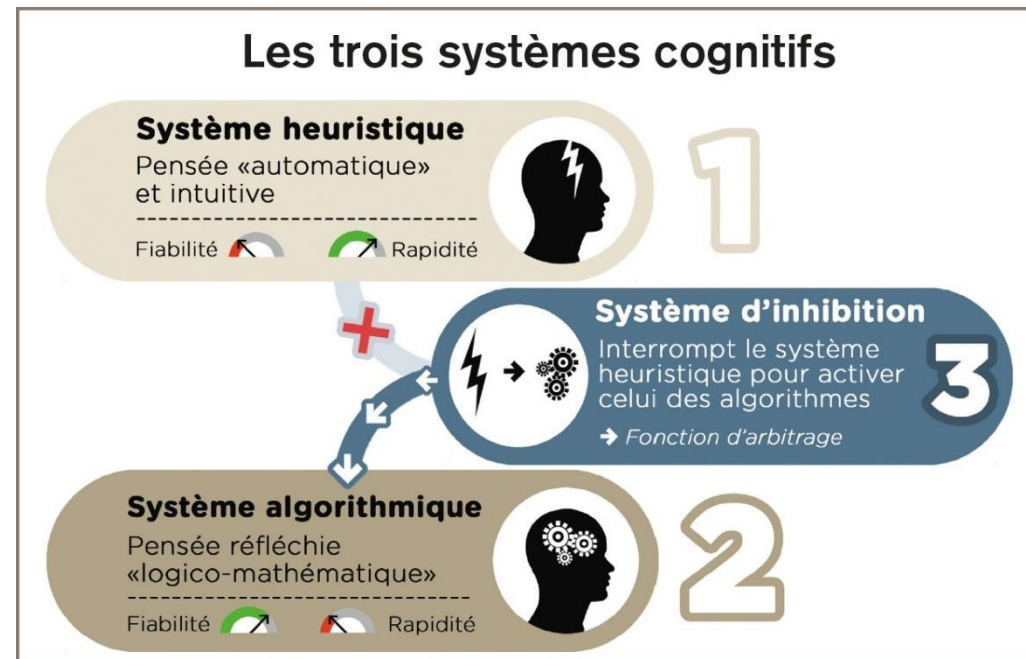 Les trois systèmes cognitifs
Système heuristique
Pensée «automatique»
et intuitive
Fiabilité Rapidité
1
Système d’inhibition
Interrompt le système
heuristique pour activer
celui des algorithmes
➔ Fonction d’arbitrage
3
Système algorithmique
Pensée réfléchie
«logico-mathématique»
Fiabilité Rapidité
2